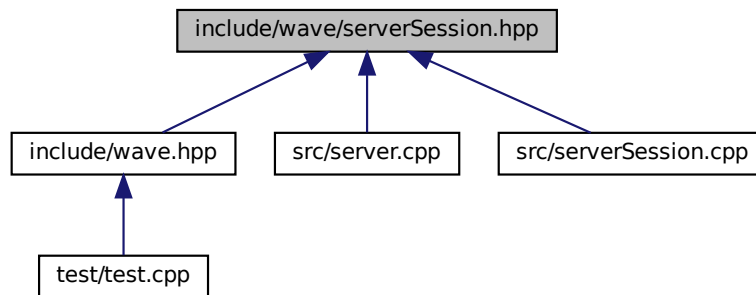 include/wave/serverSession.hpp
include/wave.hpp
src/server.cpp
src/serverSession.cpp
test/test.cpp